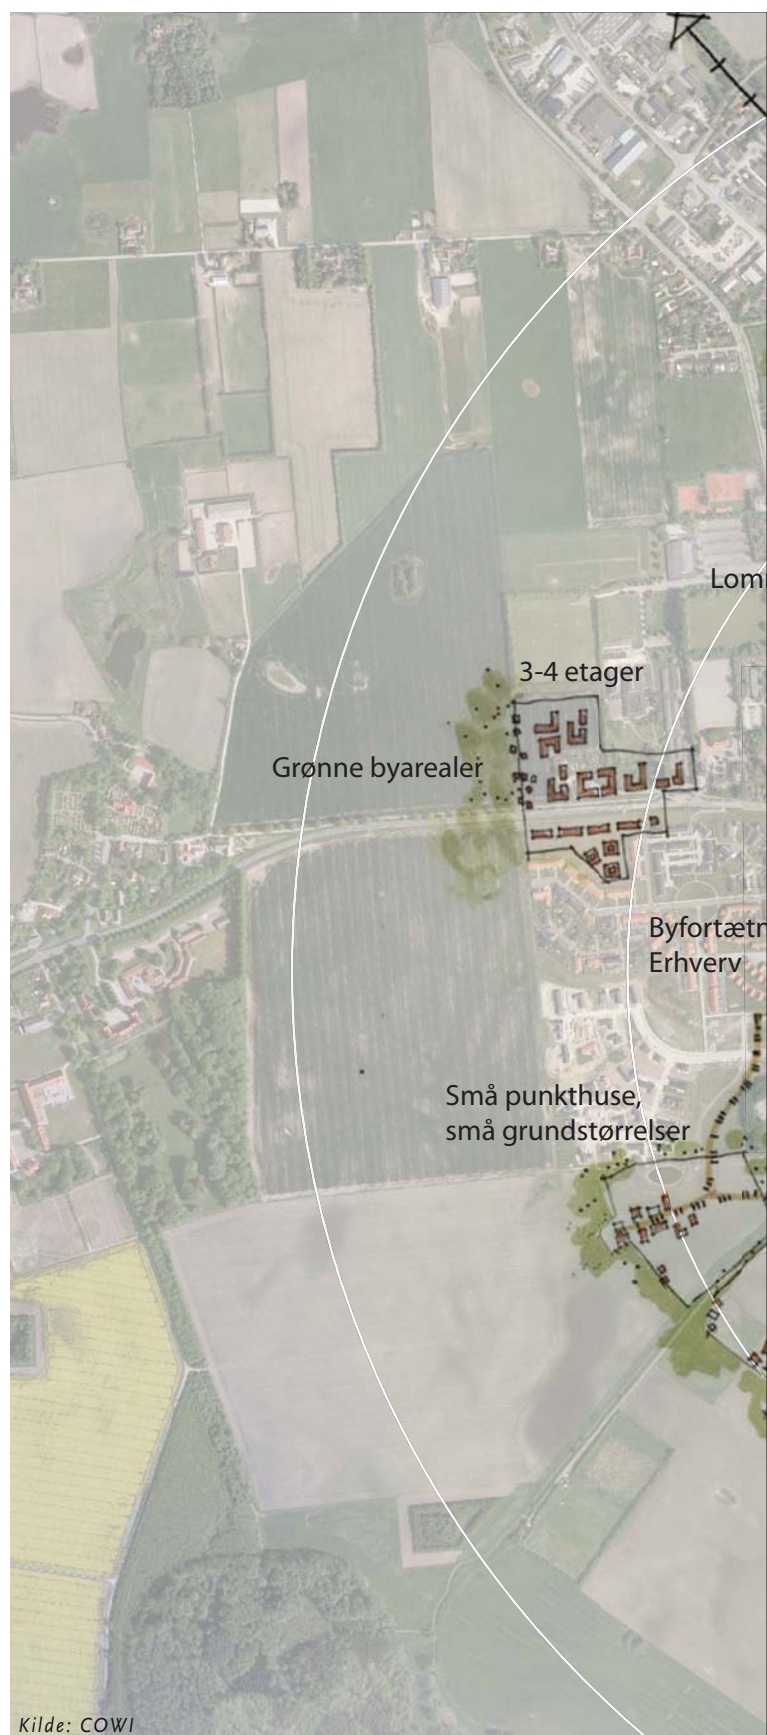 Lom
3-4 etager
Grønne byarealer
Byfortætn
Erhverv
Små punkthuse,
små grundstørrelser
Kilde: COWI